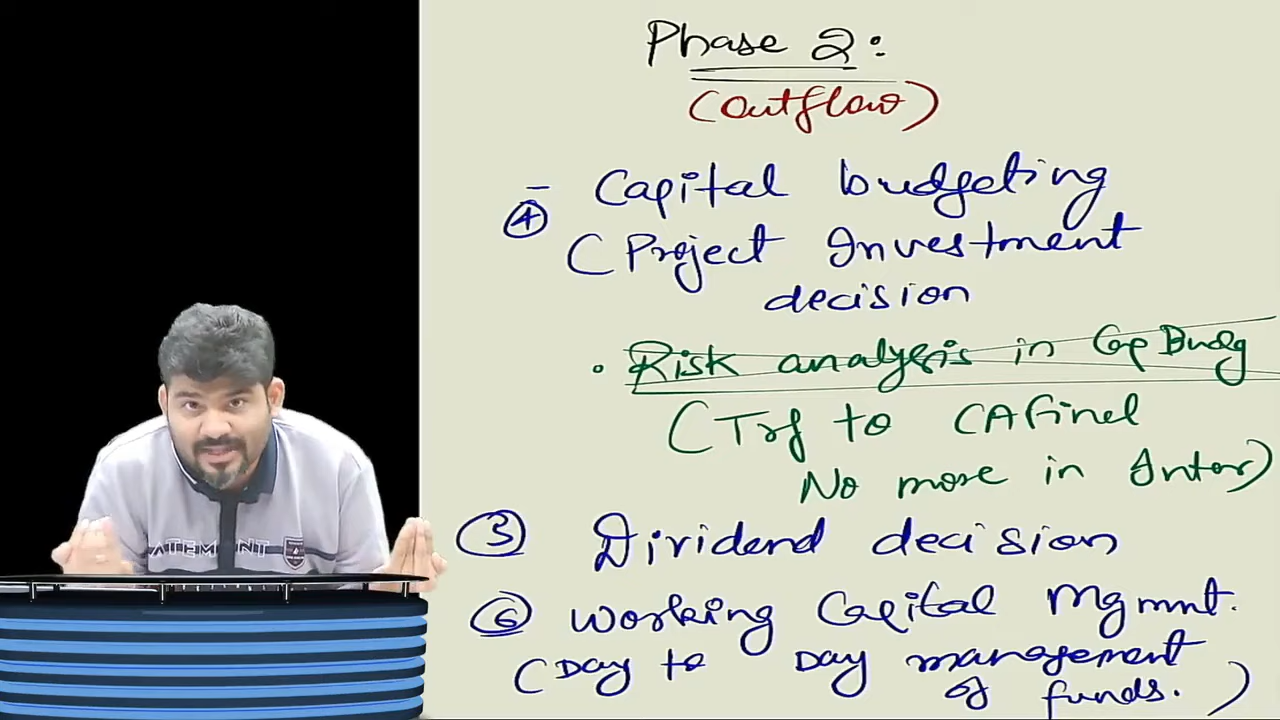 Phase 2:
(Outflow)
- Capital budgeting
④ (Project Investment
decision
• Risk analysis in Cap Budg
(Trf to CA Final
No more in Inter)
⑤ Dividend decision
⑥ Working Capital Mgmnt.
(Day to Day management
of funds.)
ATEMENT